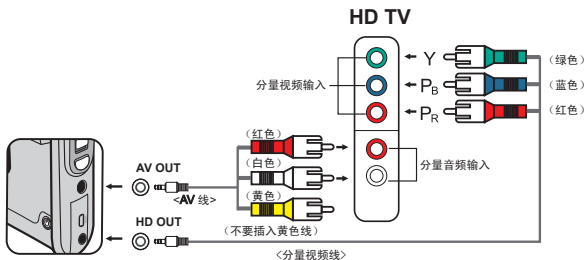 HD TV
Y
（绿色）
分量视频输入
PB
（蓝色）
PR
（红色）
（红色）
（白色）
分量音频输入
AV OUT
<AV 线>
（黄色）
HD OUT
（不要插入黄色线）
<分量视频线>